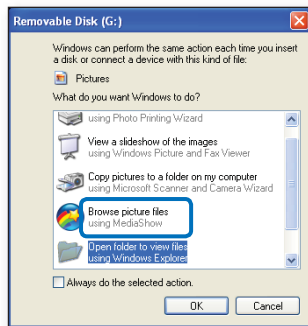 Removable Disk (G:)
Windows can perform the same action each time you insert
a disk or connect a device with this kind of file:
Pictures
What do you want Windows to do?
using Photo Printing Wizard
View a slideshow of the images
using Windows Picture and Fax Viewer
Copy pictures to a folder on my computer
using Microsoft Scanner and Camera Wizard
Browse picture files
using MediaShow
Open folder to view files
using Windows Explorer
Always do the selected action.
OK
Cancel